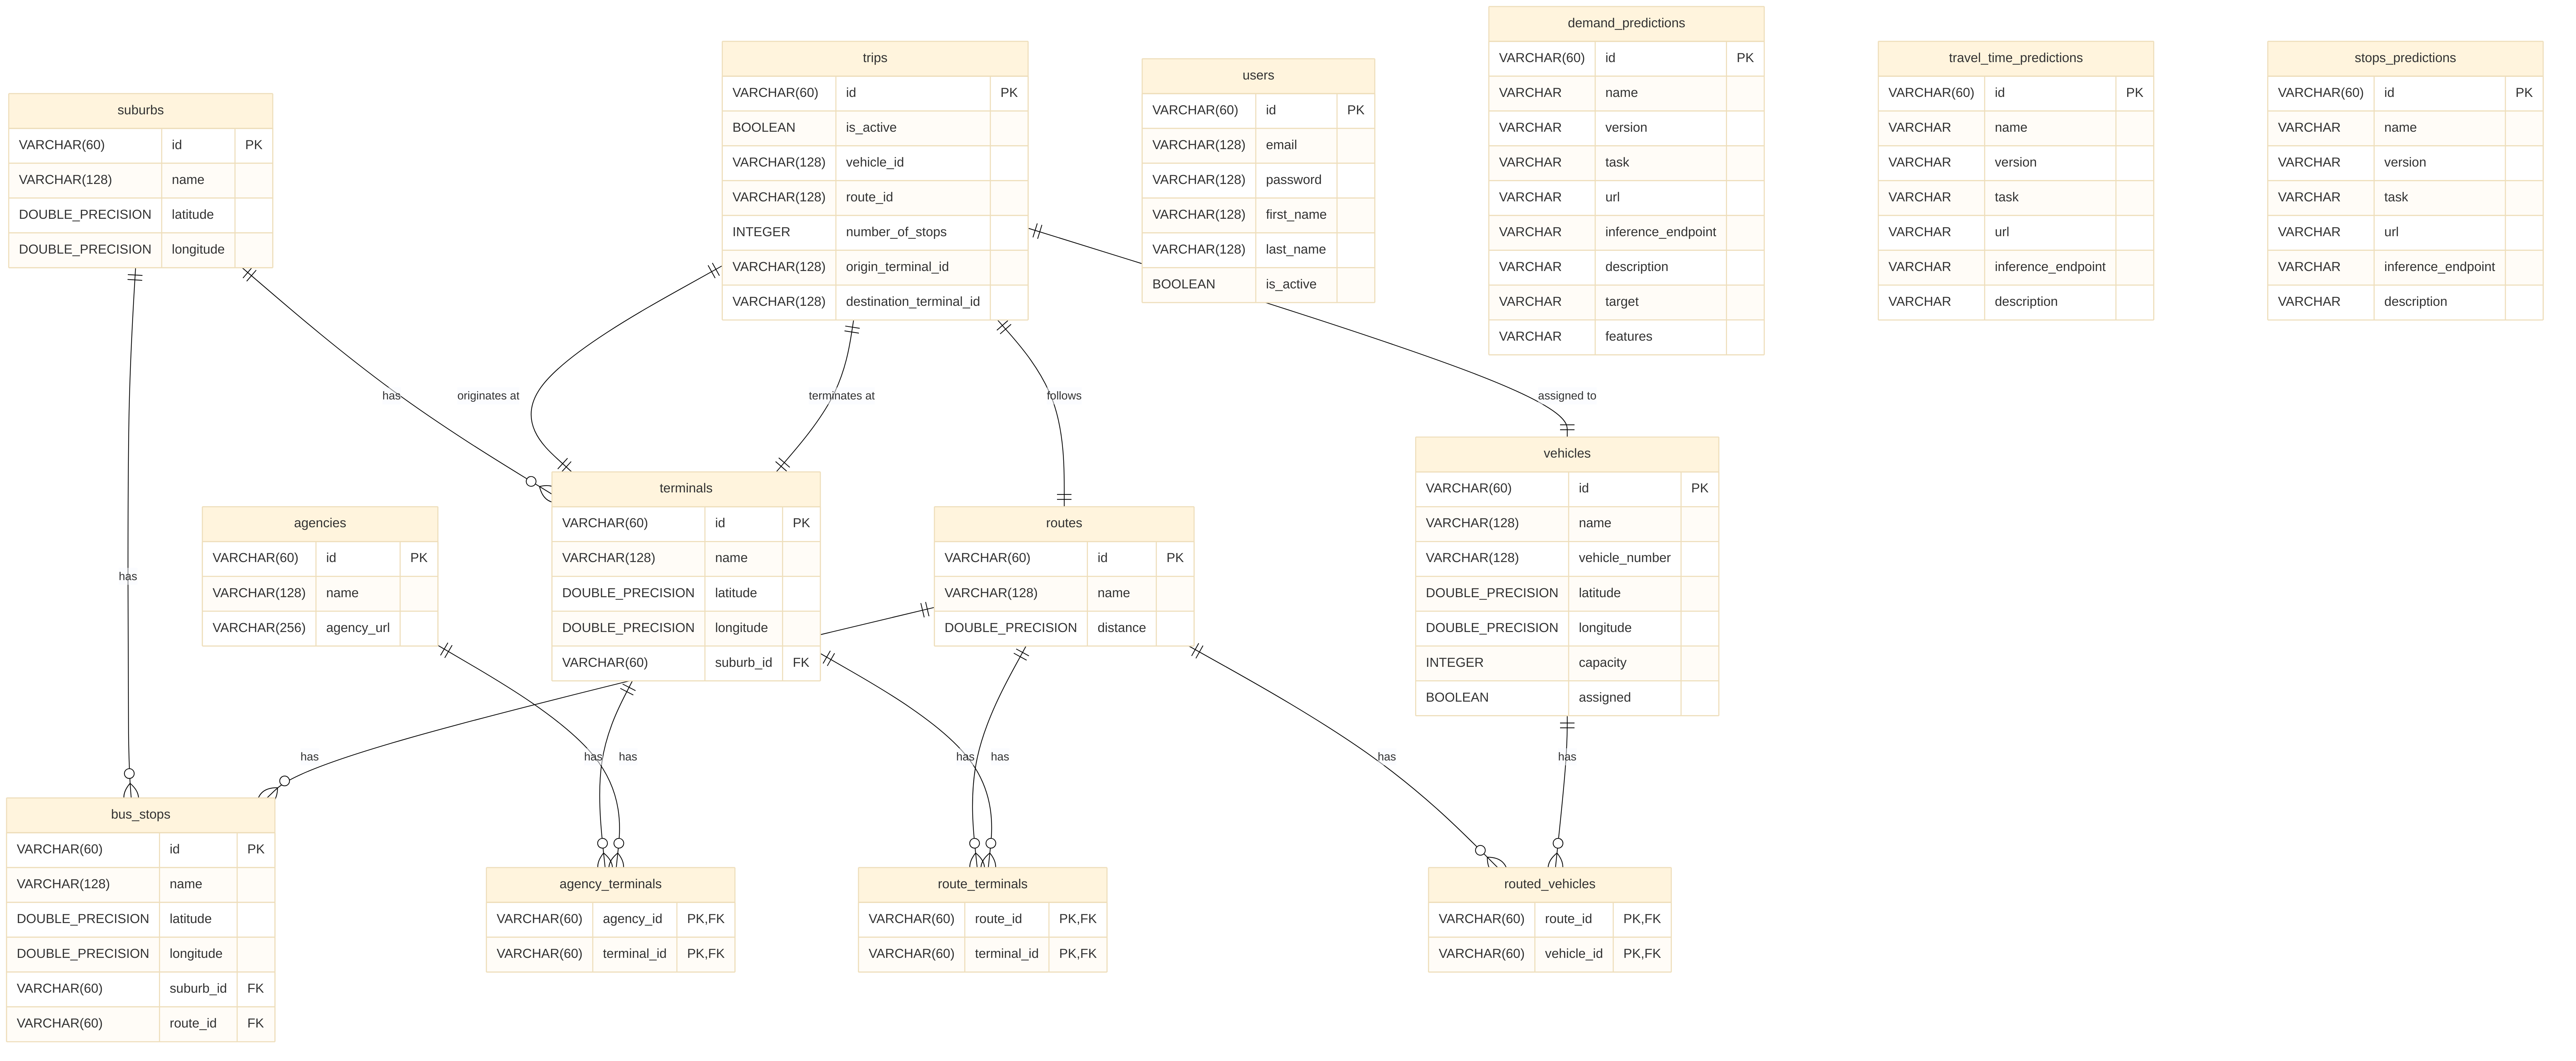 suburbs
VARCHAR(60) id PK
VARCHAR(128) name
DOUBLE_PRECISION latitude
DOUBLE_PRECISION longitude
trips
VARCHAR(60) id PK
BOOLEAN is_active
VARCHAR(128) vehicle_id
VARCHAR(128) route_id
INTEGER number_of_stops
VARCHAR(128) origin_terminal_id
VARCHAR(128) destination_terminal_id
users
VARCHAR(60) id PK
VARCHAR(128) email
VARCHAR(128) password
VARCHAR(128) first_name
VARCHAR(128) last_name
BOOLEAN is_active
demand_predictions
VARCHAR(60) id PK
VARCHAR name
VARCHAR version
VARCHAR task
VARCHAR url
VARCHAR inference_endpoint
VARCHAR description
VARCHAR target
VARCHAR features
travel_time_predictions
VARCHAR(60) id PK
VARCHAR name
VARCHAR version
VARCHAR task
VARCHAR url
VARCHAR inference_endpoint
VARCHAR description
stops_predictions
VARCHAR(60) id PK
VARCHAR name
VARCHAR version
VARCHAR task
VARCHAR url
VARCHAR inference_endpoint
VARCHAR description
has
originates at
terminates at
follows
assigned to
has
agencies
VARCHAR(60) id PK
VARCHAR(128) name
VARCHAR(256) agency_url
terminals
VARCHAR(60) id PK
VARCHAR(128) name
DOUBLE_PRECISION latitude
DOUBLE_PRECISION longitude
VARCHAR(60) suburb_id FK
routes
VARCHAR(60) id PK
VARCHAR(128) name
DOUBLE_PRECISION distance
vehicles
VARCHAR(60) id PK
VARCHAR(128) name
VARCHAR(128) vehicle_number
DOUBLE_PRECISION latitude
DOUBLE_PRECISION longitude
INTEGER capacity
BOOLEAN assigned
has
has
has
has
has
has
has
bus_stops
VARCHAR(60) id PK
VARCHAR(128) name
DOUBLE_PRECISION latitude
DOUBLE_PRECISION longitude
VARCHAR(60) suburb_id FK
VARCHAR(60) route_id FK
agency_terminals
VARCHAR(60) agency_id PK,FK
VARCHAR(60) terminal_id PK,FK
route_terminals
VARCHAR(60) route_id PK,FK
VARCHAR(60) terminal_id PK,FK
routed_vehicles
VARCHAR(60) route_id PK,FK
VARCHAR(60) vehicle_id PK,FK